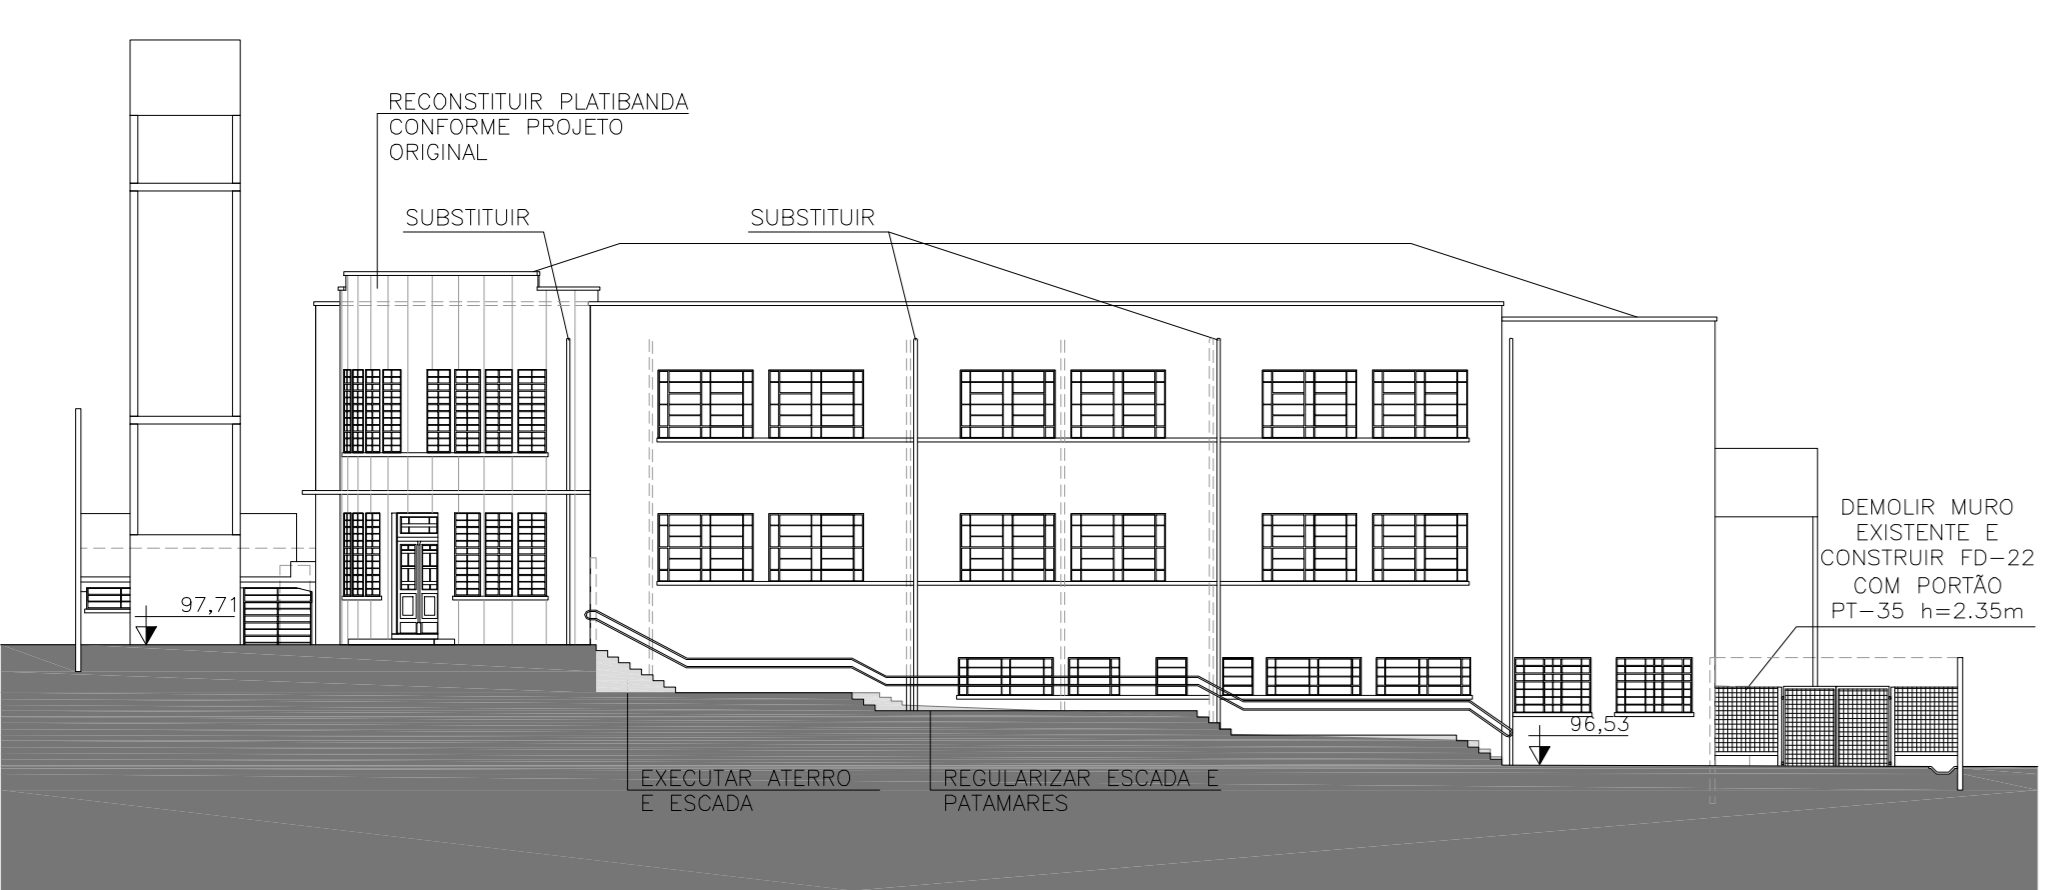 RECONSTITUIR PLATIBANDA
CONFORME PROJETO
ORIGINAL
SUBSTITUIR
SUBSTITUIR
DEMOLIR MURO
EXISTENTE E
CONSTRUIR FD-22
COM PORTÃO
PT-35 h=2.35m
97,71
96,53
EXECUTAR ATERRO
E ESCADA
REGULARIZAR ESCADA E
PATAMARES